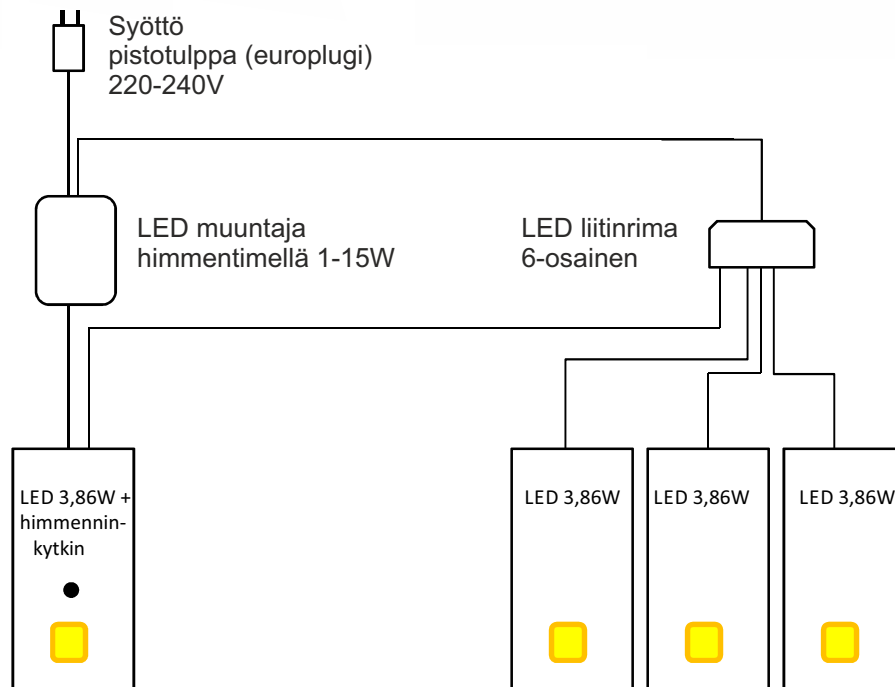 Syöttö
pistotulppa (europlugi)
220-240V
LED muuntaja
himmentimellä 1-15W
LED liitinrima
6-osainen
LED 3,86W +
himmennin-
kytkin
LED 3,86W
LED 3,86W
LED 3,86W